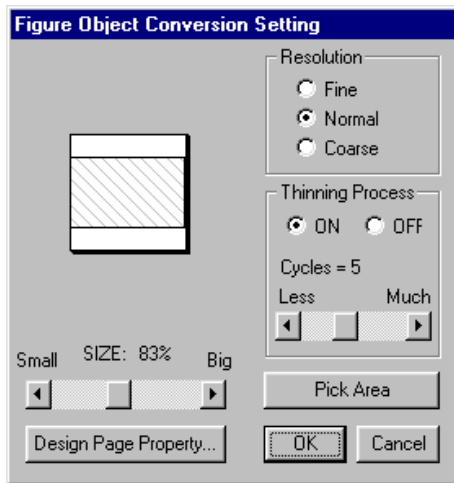 Figure Object Conversion Setting
Resolution
Fine
Normal
Coarse
Thinning Process
ON OFF
Cycles = 5
Less Much
Small SIZE: 83% Big
Pick Area
Design Page Property...
OK Cancel